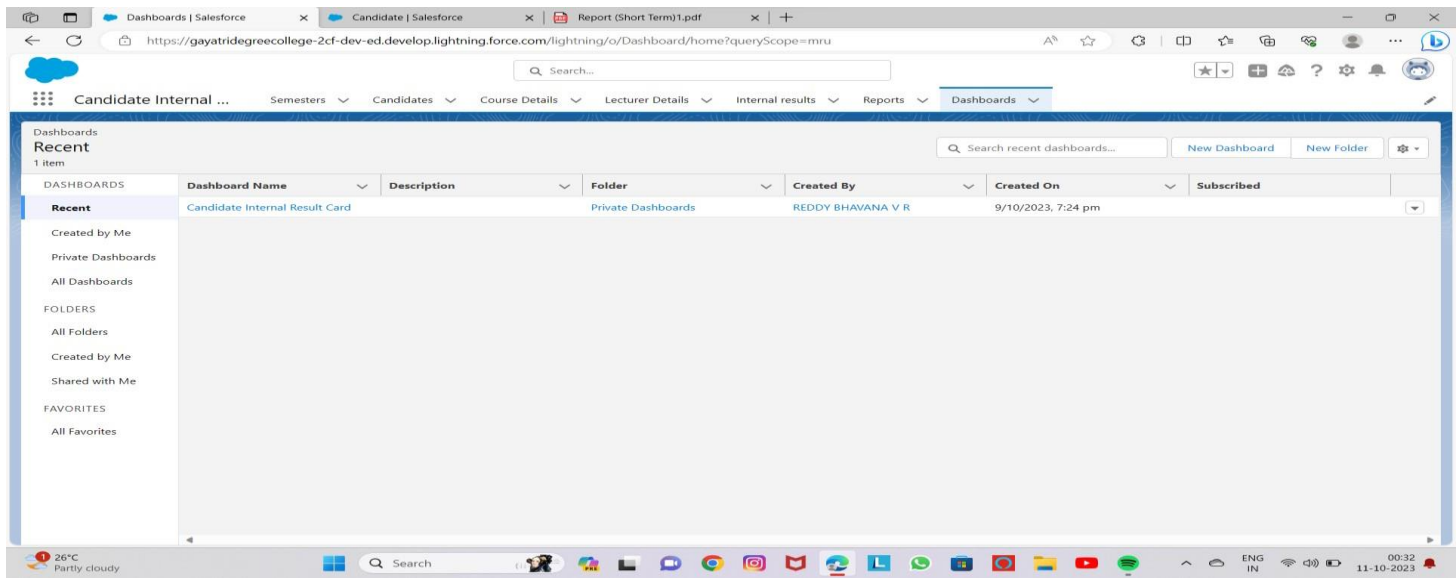 Dashboards | Salesforce
Candidate | Salesforce
Report (Short Term)1.pdf
https://gayatridegreecollege-2cf-dev-ed.develop.lightning.force.com/lightning/o/Dashboard/home?queryScope=mru
Search...
Candidate Internal ... Semesters Candidates Course Details Lecturer Details Internal results Reports Dashboards
Dashboards
Recent
1 item
Search recent dashboards...
New Dashboard
New Folder
DASHBOARDS
Dashboard Name Description Folder Created By Created On Subscribed
Recent
Candidate Internal Result Card Private Dashboards REDDY BHAVANA V R 9/10/2023, 7:24 pm
Created by Me
Private Dashboards
All Dashboards
FOLDERS
All Folders
Created by Me
Shared with Me
FAVORITES
All Favorites
1
26°C
Partly cloudy
Search
ENG
IN
00:32
11-10-2023